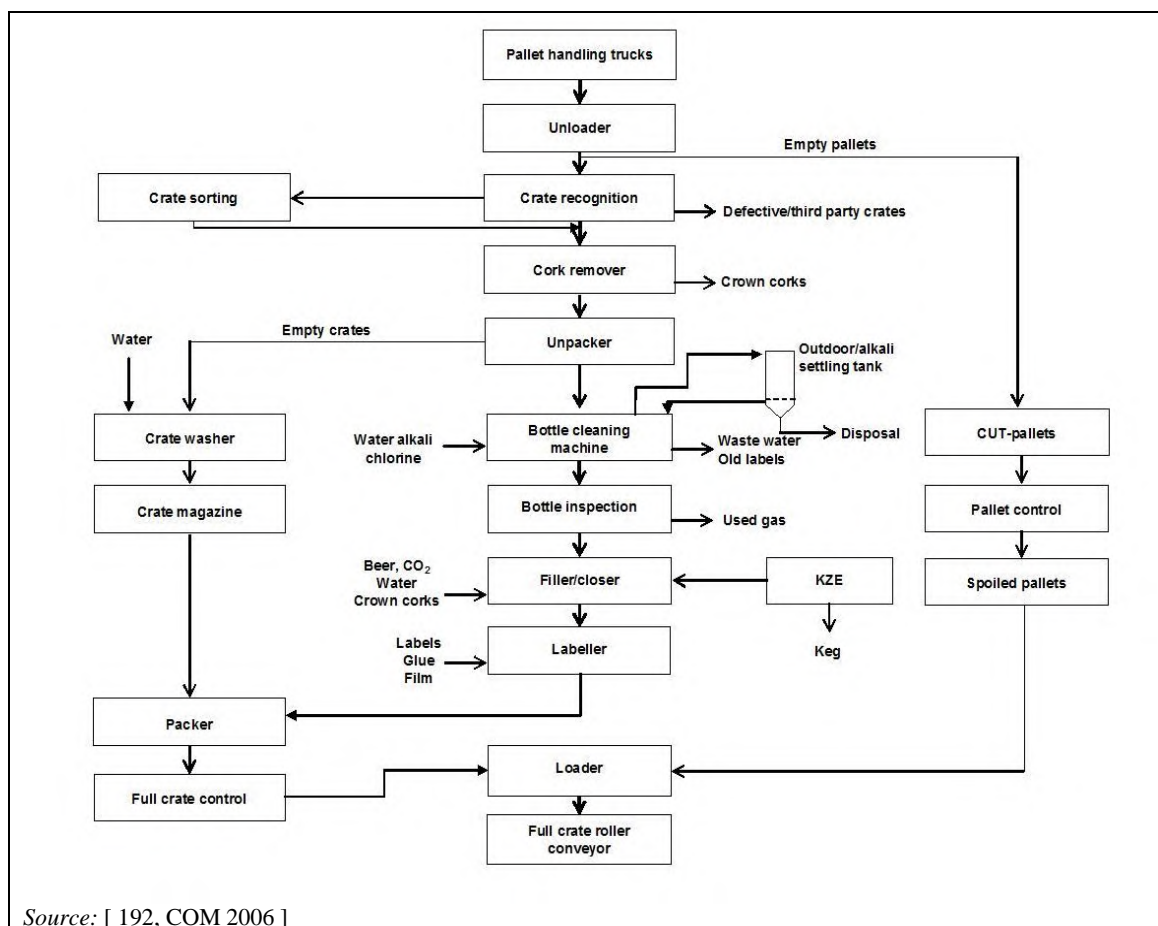 Pallet handling trucks
Unloader
Empty pallets
Crate sorting
Crate recognition
Defective/third party crates
Cork remover
Crown corks
Empty crates
Water
Unpacker
Outdoor/alkali
settling tank
Crate washer
Water alkali
chlorine
Bottle cleaning
machine
Waste water
Old labels
Disposal
CUT-pallets
Crate magazine
Bottle inspection
Used gas
Pallet control
Beer, CO₂
Water
Crown corks
Filler/closer
KZE
Spoiled pallets
Labels
Glue
Film
Labeller
Keg
Packer
Loader
Full crate control
Full crate roller
conveyor
Source: [ 192, COM 2006 ]